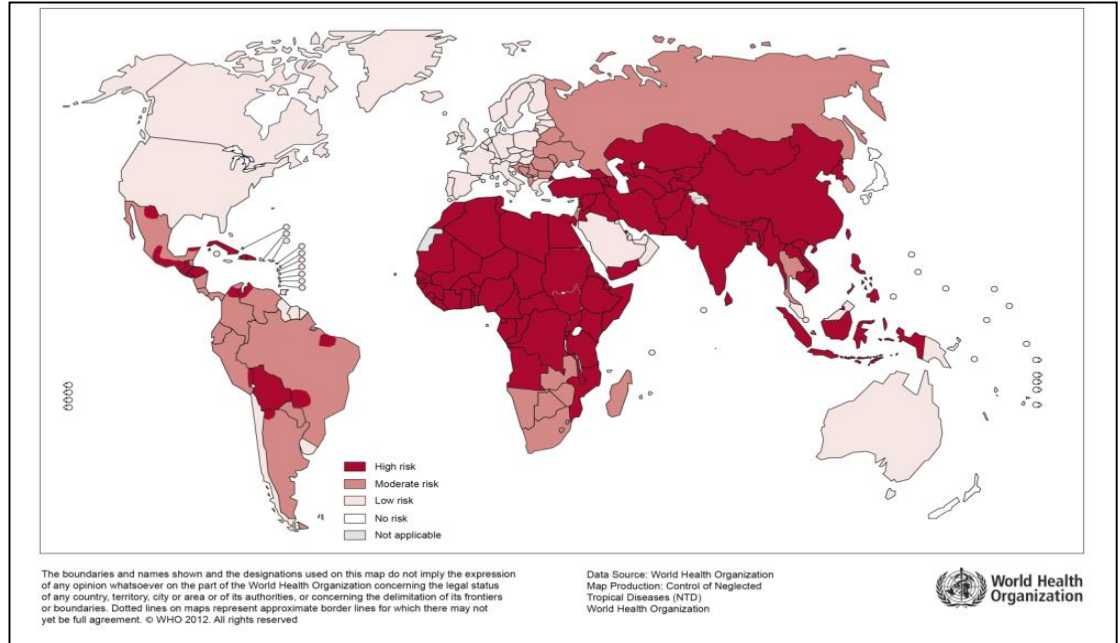 High risk
Moderate risk
Low risk
No risk
Not applicable
The boundaries and names shown and the designations used on this map do not imply the expression
of any opinion whatsoever on the part of the World Health Organization concerning the legal status
of any country, territory, city or area or of its authorities, or concerning the delimitation of its frontiers
or boundaries. Dotted lines on maps represent approximate border lines for which there may not
yet be full agreement. © WHO 2012. All rights reserved
Data Source: World Health Organization
Map Production: Control of Neglected
Tropical Diseases (NTD)
World Health Organization
World Health
Organization